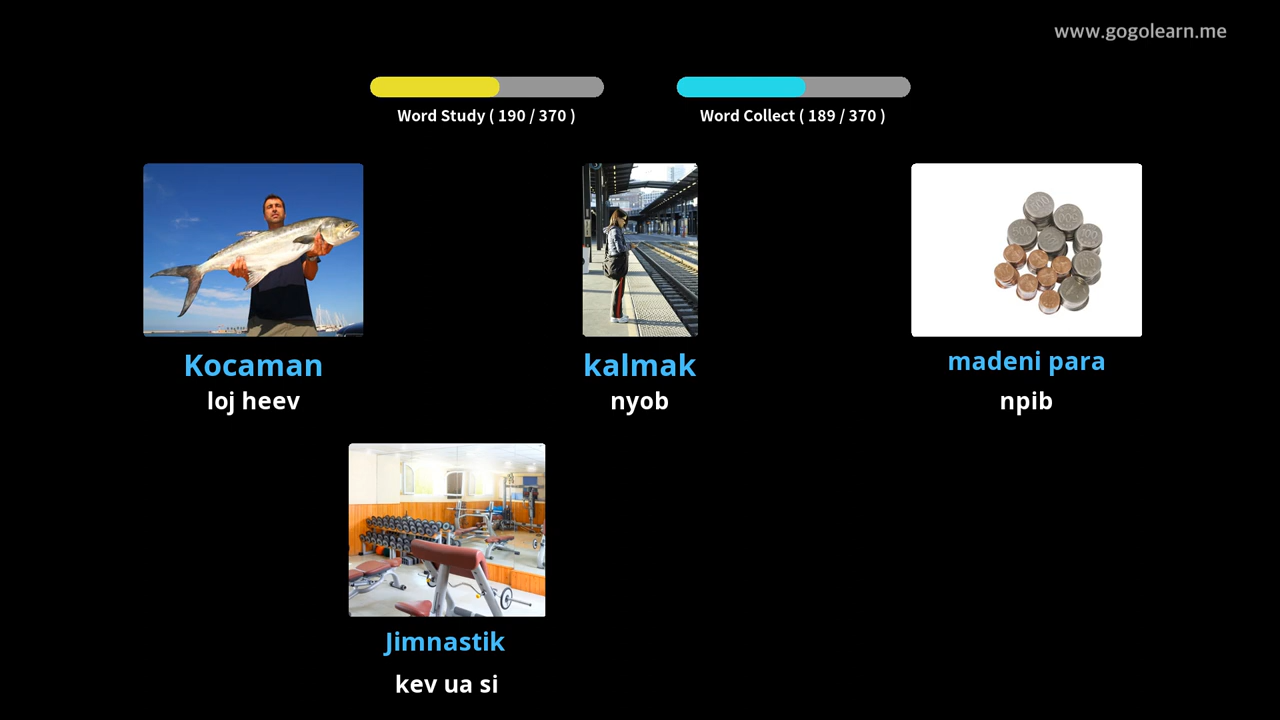 www.gogolearn.me
Word Study ( 190 / 370 )
Word Collect ( 189 / 370 )
Kocaman
loj heev
kalmak
nyob
madeni para
npib
Jimnastik
kev ua si